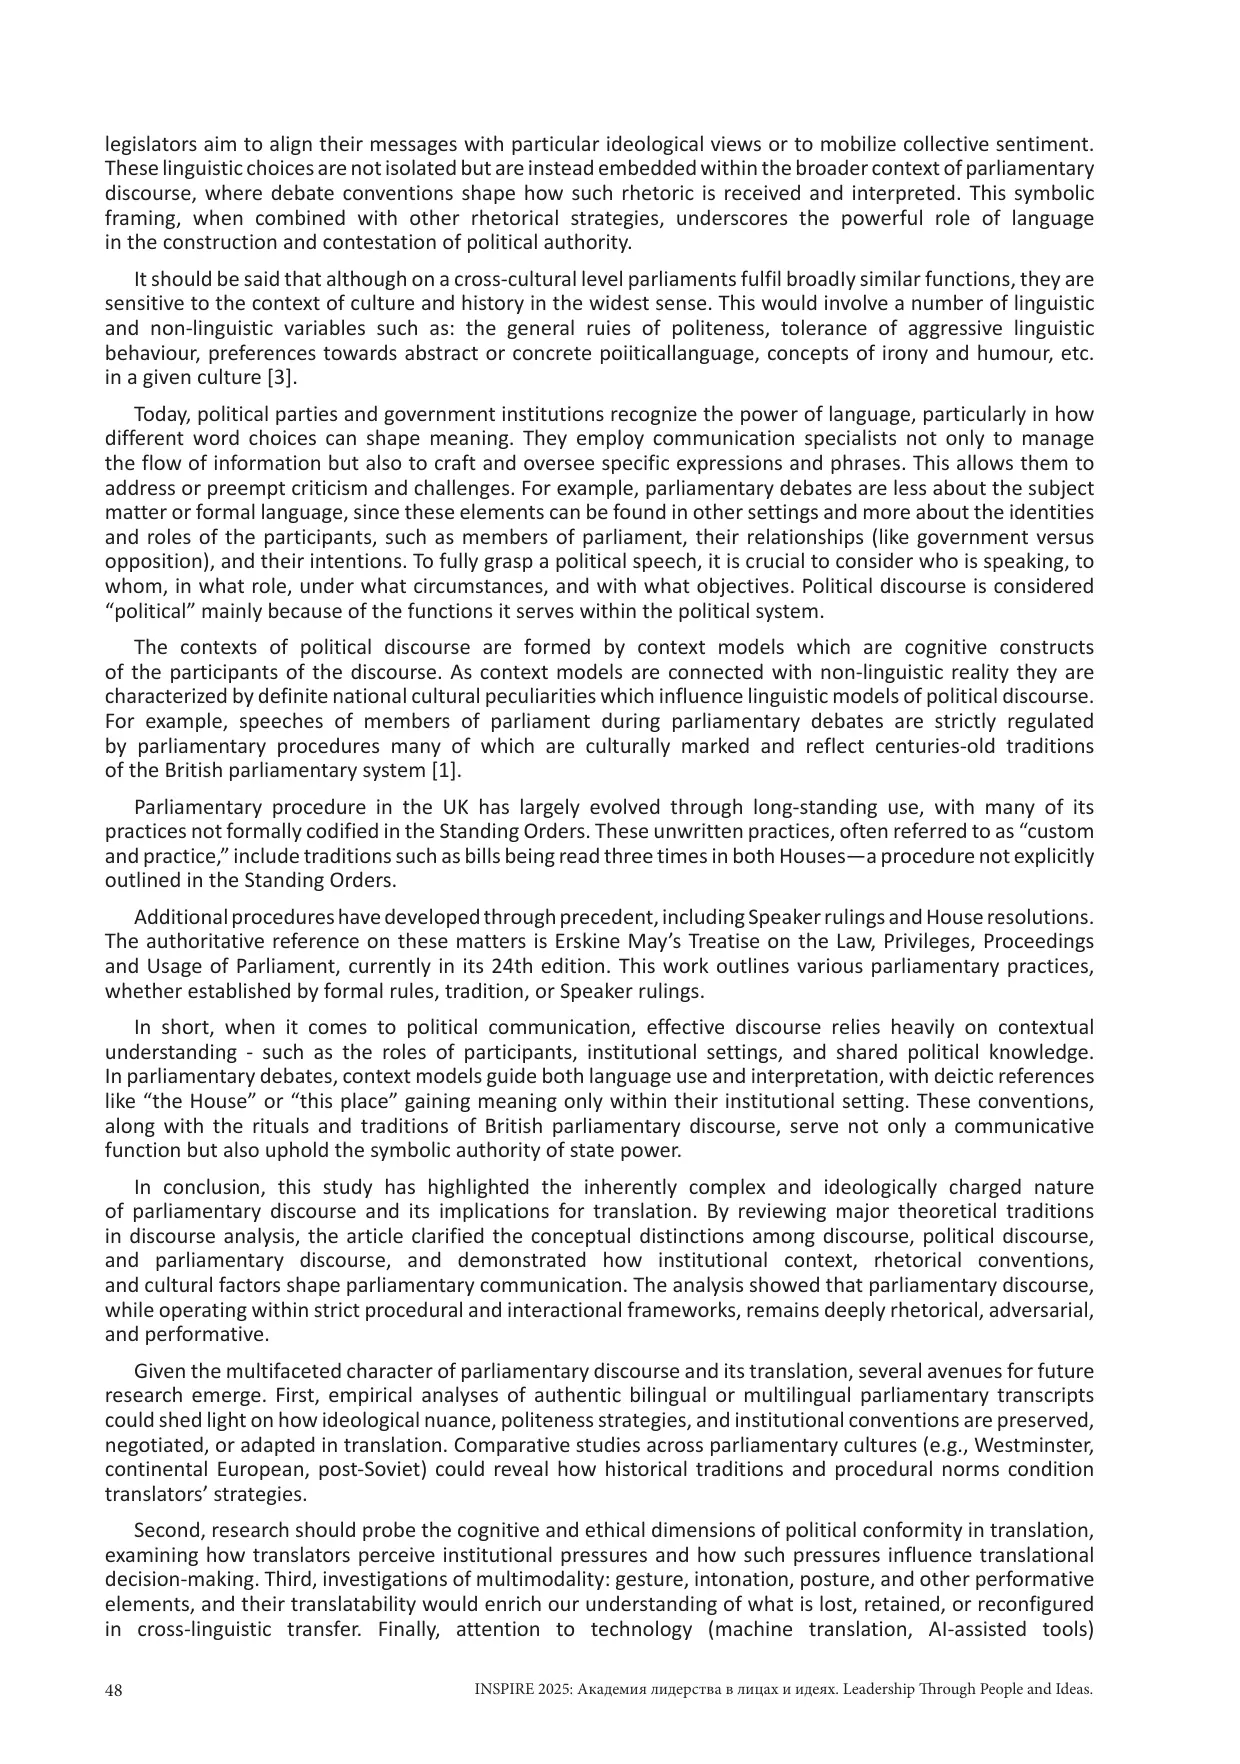 legislators aim to align their messages with particular ideological views or to mobilize collective sentiment.
These linguistic choices are not isolated but are instead embedded within the broader context of parliamentary
discourse, where debate conventions shape how such rhetoric is received and interpreted. This symbolic
framing, when combined with other rhetorical strategies, underscores the powerful role of language
in the construction and contestation of political authority.
It should be said that although on a cross-cultural level parliaments fulfil broadIy similar functions, they are
sensitive to the context of culture and history in the widest sense. This would involve a number of linguistic
and non-linguistic variables such as: the general ruies of politeness, tolerance of aggressive linguistic
behaviour, preferences towards abstract or concrete poiiticallanguage, concepts of irony and humour, etc.
in a given culture [3].
Today, political parties and government institutions recognize the power of language, particularly in how
different word choices can shape meaning. They employ communication specialists not only to manage
the flow of information but also to craft and oversee specific expressions and phrases. This allows them to
address or preempt criticism and challenges. For example, parliamentary debates are less about the subject
matter or formal language, since these elements can be found in other settings and more about the identities
and roles of the participants, such as members of parliament, their relationships (like government versus
opposition), and their intentions. To fully grasp a political speech, it is crucial to consider who is speaking, to
whom, in what role, under what circumstances, and with what objectives. Political discourse is considered
“political” mainly because of the functions it serves within the political system.
The contexts of political discourse are formed by context models which are cognitive constructs
of the participants of the discourse. As context models are connected with non-linguistic reality they are
characterized by definite national cultural peculiarities which influence linguistic models of political discourse.
For example, speeches of members of parliament during parliamentary debates are strictly regulated
by parliamentary procedures many of which are culturally marked and reflect centuries-old traditions
of the British parliamentary system [1].
Parliamentary procedure in the UK has largely evolved through long-standing use, with many of its
practices not formally codified in the Standing Orders. These unwritten practices, often referred to as “custom
and practice,” include traditions such as bills being read three times in both Houses—a procedure not explicitly
outlined in the Standing Orders.
Additional procedures have developed through precedent, including Speaker rulings and House resolutions.
The authoritative reference on these matters is Erskine May’s Treatise on the Law, Privileges, Proceedings
and Usage of Parliament, currently in its 24th edition. This work outlines various parliamentary practices,
whether established by formal rules, tradition, or Speaker rulings.
In short, when it comes to political communication, effective discourse relies heavily on contextual
understanding - such as the roles of participants, institutional settings, and shared political knowledge.
In parliamentary debates, context models guide both language use and interpretation, with deictic references
like “the House” or “this place” gaining meaning only within their institutional setting. These conventions,
along with the rituals and traditions of British parliamentary discourse, serve not only a communicative
function but also uphold the symbolic authority of state power.
In conclusion, this study has highlighted the inherently complex and ideologically charged nature
of parliamentary discourse and its implications for translation. By reviewing major theoretical traditions
in discourse analysis, the article clarified the conceptual distinctions among discourse, political discourse,
and parliamentary discourse, and demonstrated how institutional context, rhetorical conventions,
and cultural factors shape parliamentary communication. The analysis showed that parliamentary discourse,
while operating within strict procedural and interactional frameworks, remains deeply rhetorical, adversarial,
and performative.
Given the multifaceted character of parliamentary discourse and its translation, several avenues for future
research emerge. First, empirical analyses of authentic bilingual or multilingual parliamentary transcripts
could shed light on how ideological nuance, politeness strategies, and institutional conventions are preserved,
negotiated, or adapted in translation. Comparative studies across parliamentary cultures (e.g., Westminster,
continental European, post-Soviet) could reveal how historical traditions and procedural norms condition
translators’ strategies.
Second, research should probe the cognitive and ethical dimensions of political conformity in translation,
examining how translators perceive institutional pressures and how such pressures influence translational
decision-making. Third, investigations of multimodality: gesture, intonation, posture, and other performative
elements, and their translatability would enrich our understanding of what is lost, retained, or reconfigured
in cross-linguistic transfer. Finally, attention to technology (machine translation, AI-assisted tools)
48 INSPIRE 2025: Академия лидерства в лицах и идеях. Leadership Through People and Ideas.